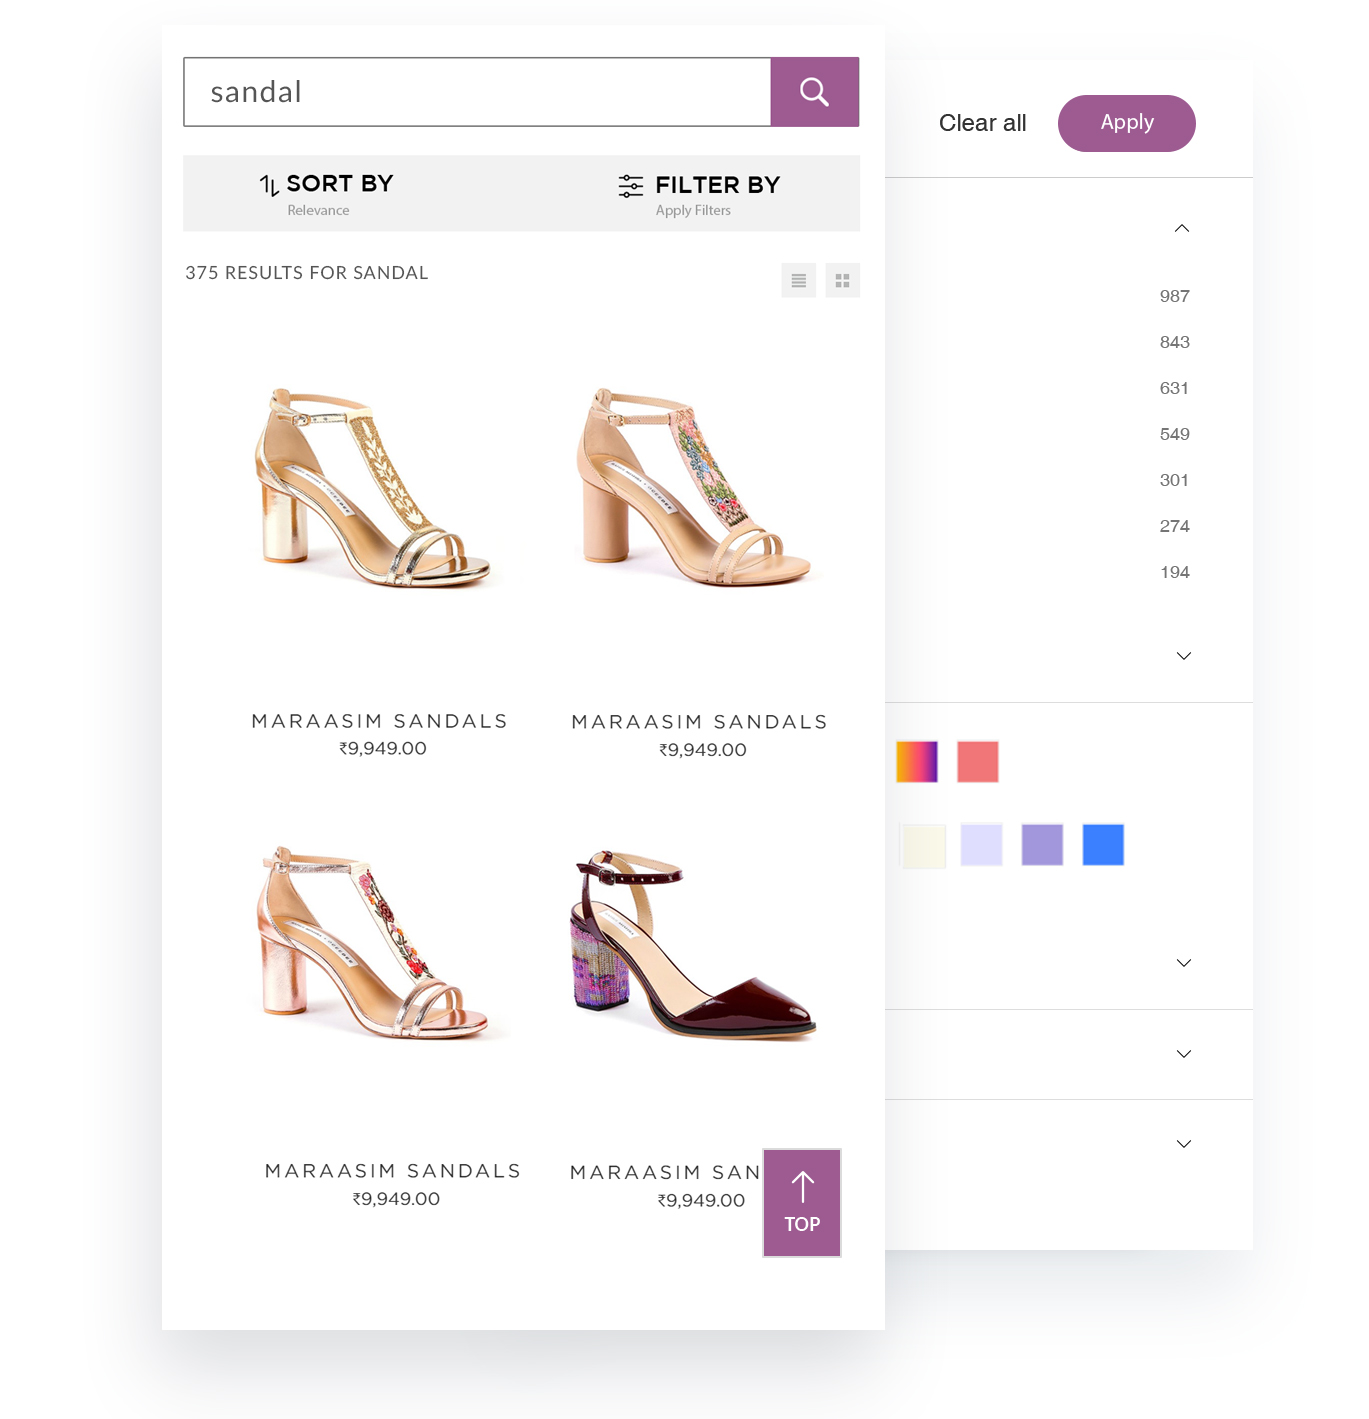 sandal
SORT BY
Relevance
FILTER BY
Apply Filters
375 RESULTS FOR SANDAL
MARAASIM SANDALS
₹9,949.00
MARAASIM SANDALS
₹9,949.00
MARAASIM SANDALS
₹9,949.00
MARAASIM SAN
₹9,949.00
TOP
Clear all
Apply
987
843
631
549
301
274
194